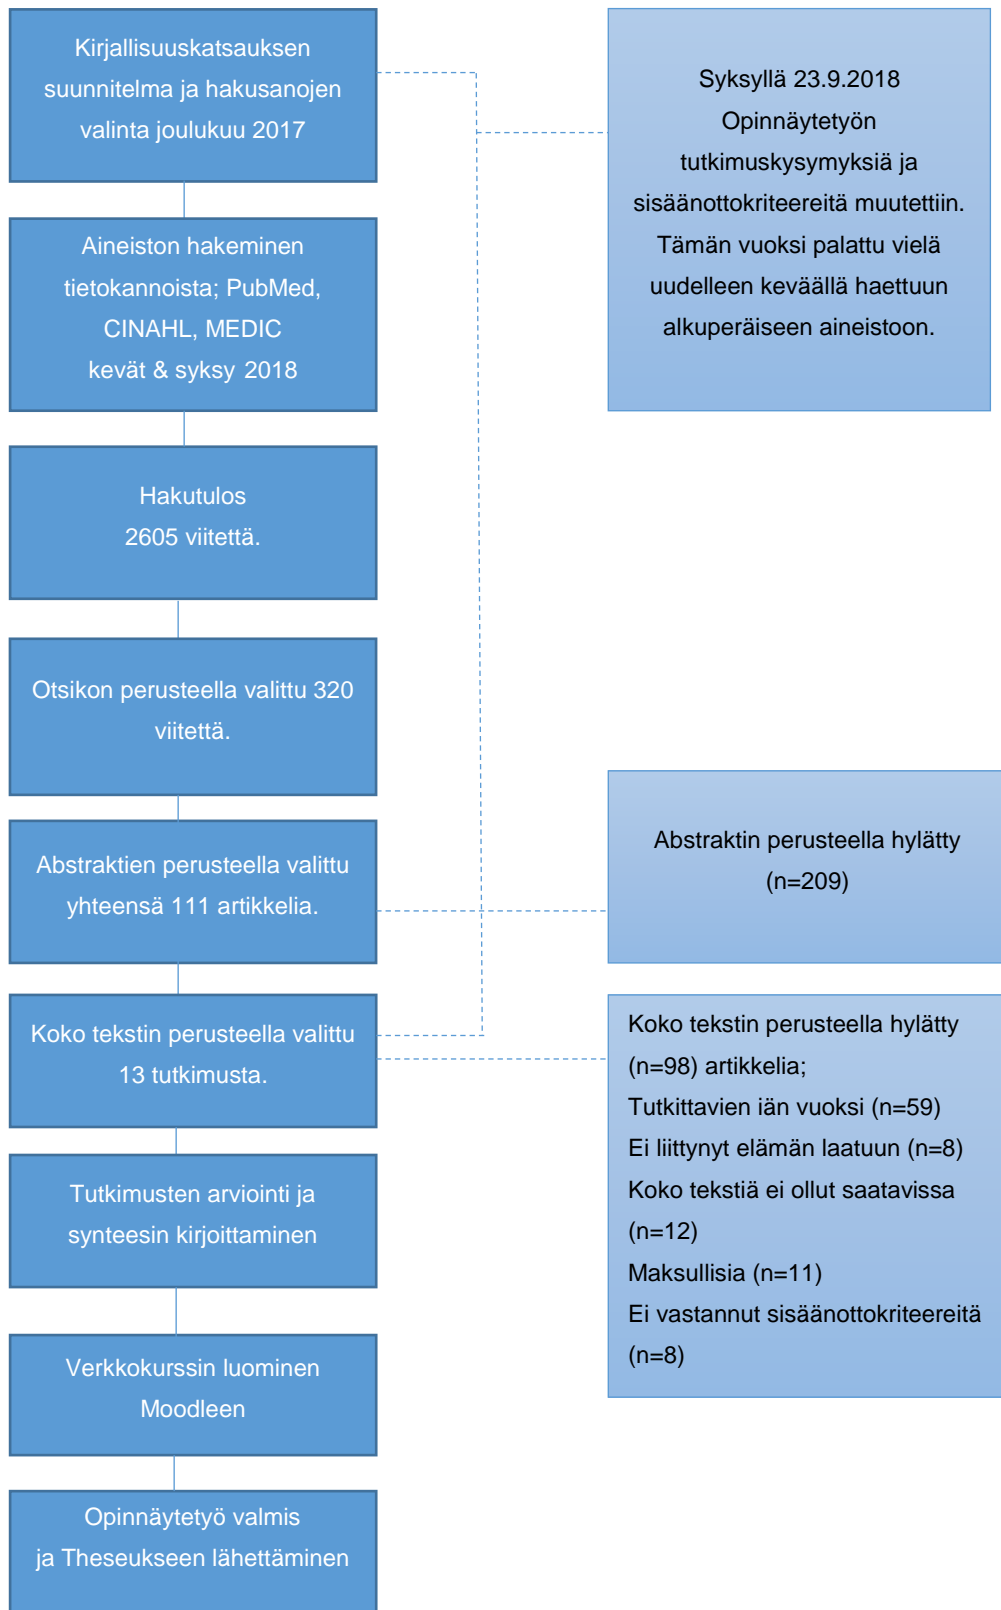 Kirjallisuuskatsauksen
suunnitelma ja hakusanojen
valinta joulukuu 2017
Syksyllä 23.9.2018
Opinnäytetyön
tutkimuskysymyksiä ja
sisäänottokriteereitä muutettiin.
Tämän vuoksi palattu vielä
uudelleen keväällä haettuun
alkuperäiseen aineistoon.
Aineiston hakeminen
tietokannoista; PubMed,
CINAHL, MEDIC
kevät & syksy 2018
Hakutulos
2605 viitettä.
Otsikon perusteella valittu 320
viitettä.
Abstraktien perusteella valittu
yhteensä 111 artikkelia.
Abstraktin perusteella hylätty
(n=209)
Koko tekstin perusteella valittu
13 tutkimusta.
Koko tekstin perusteella hylätty
(n=98) artikkelia;
Tutkittavien iän vuoksi (n=59)
Ei liittynyt elämän laatuun (n=8)
Koko tekstiä ei ollut saatavissa
(n=12)
Maksullisia (n=11)
Ei vastannut sisäänottokriteereitä
(n=8)
Tutkimusten arviointi ja
synteesin kirjoittaminen
Verkkokurssin luominen
Moodleen
Opinnäytetyö valmis
ja Theseukseen lähettäminen